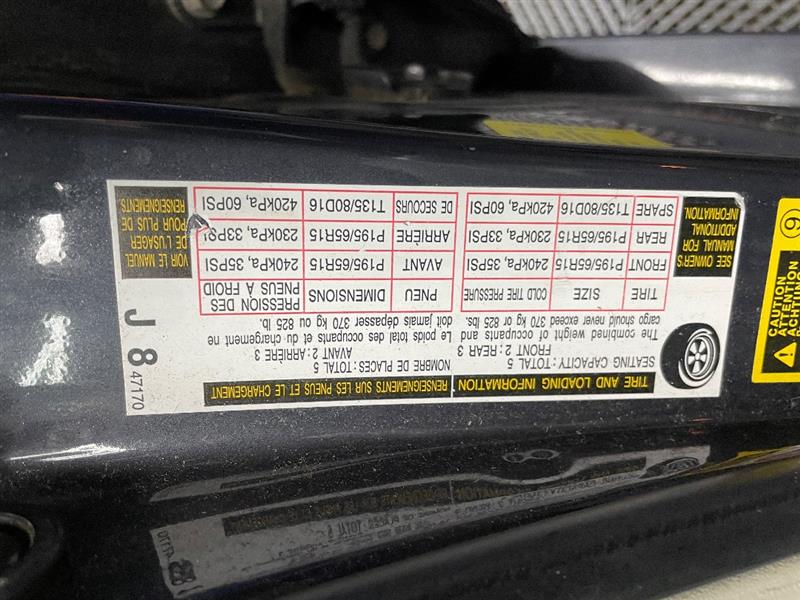 TIRE AND LOADING INFORMATION
SEATING CAPACITY: TOTAL 5
FRONT 2: REAR 3
The combined weight of occupants and
cargo should never exceed 370 kg or 825 lbs.
TIRE SIZE COLD TIRE PRESSURE
FRONT P195/65R15 240kPa, 35PSI
REAR P195/65R15 230kPa, 33PSI
SPARE T135/80D16 420kPa, 60PSI
SEE OWNER'S
MANUAL FOR
ADDITIONAL
INFORMATION.
RENSEIGNEMENTS SUR LES PNEUS ET LE CHARGEMENT
NOMBRE DE PLACES: TOTAL 5
AVANT 2: ARRIÈRE 3
Le poids total des occupants et du chargement ne
doit jamais dépasser 370 kg ou 825 lb.
PNEU DIMENSIONS PRESSION DES PNEUS À FROID
AVANT P195/65R15 240kPa, 35PSI
ARRIÈRE P195/65R15 230kPa, 33PSI
DE SECOURS T135/80D16 420kPa, 60PSI
VOIR LE MANUEL
DE L'USAGER
POUR PLUS DE
RENSEIGNEMENTS.
J 8 47170
CAUTION
ATTENTION
6